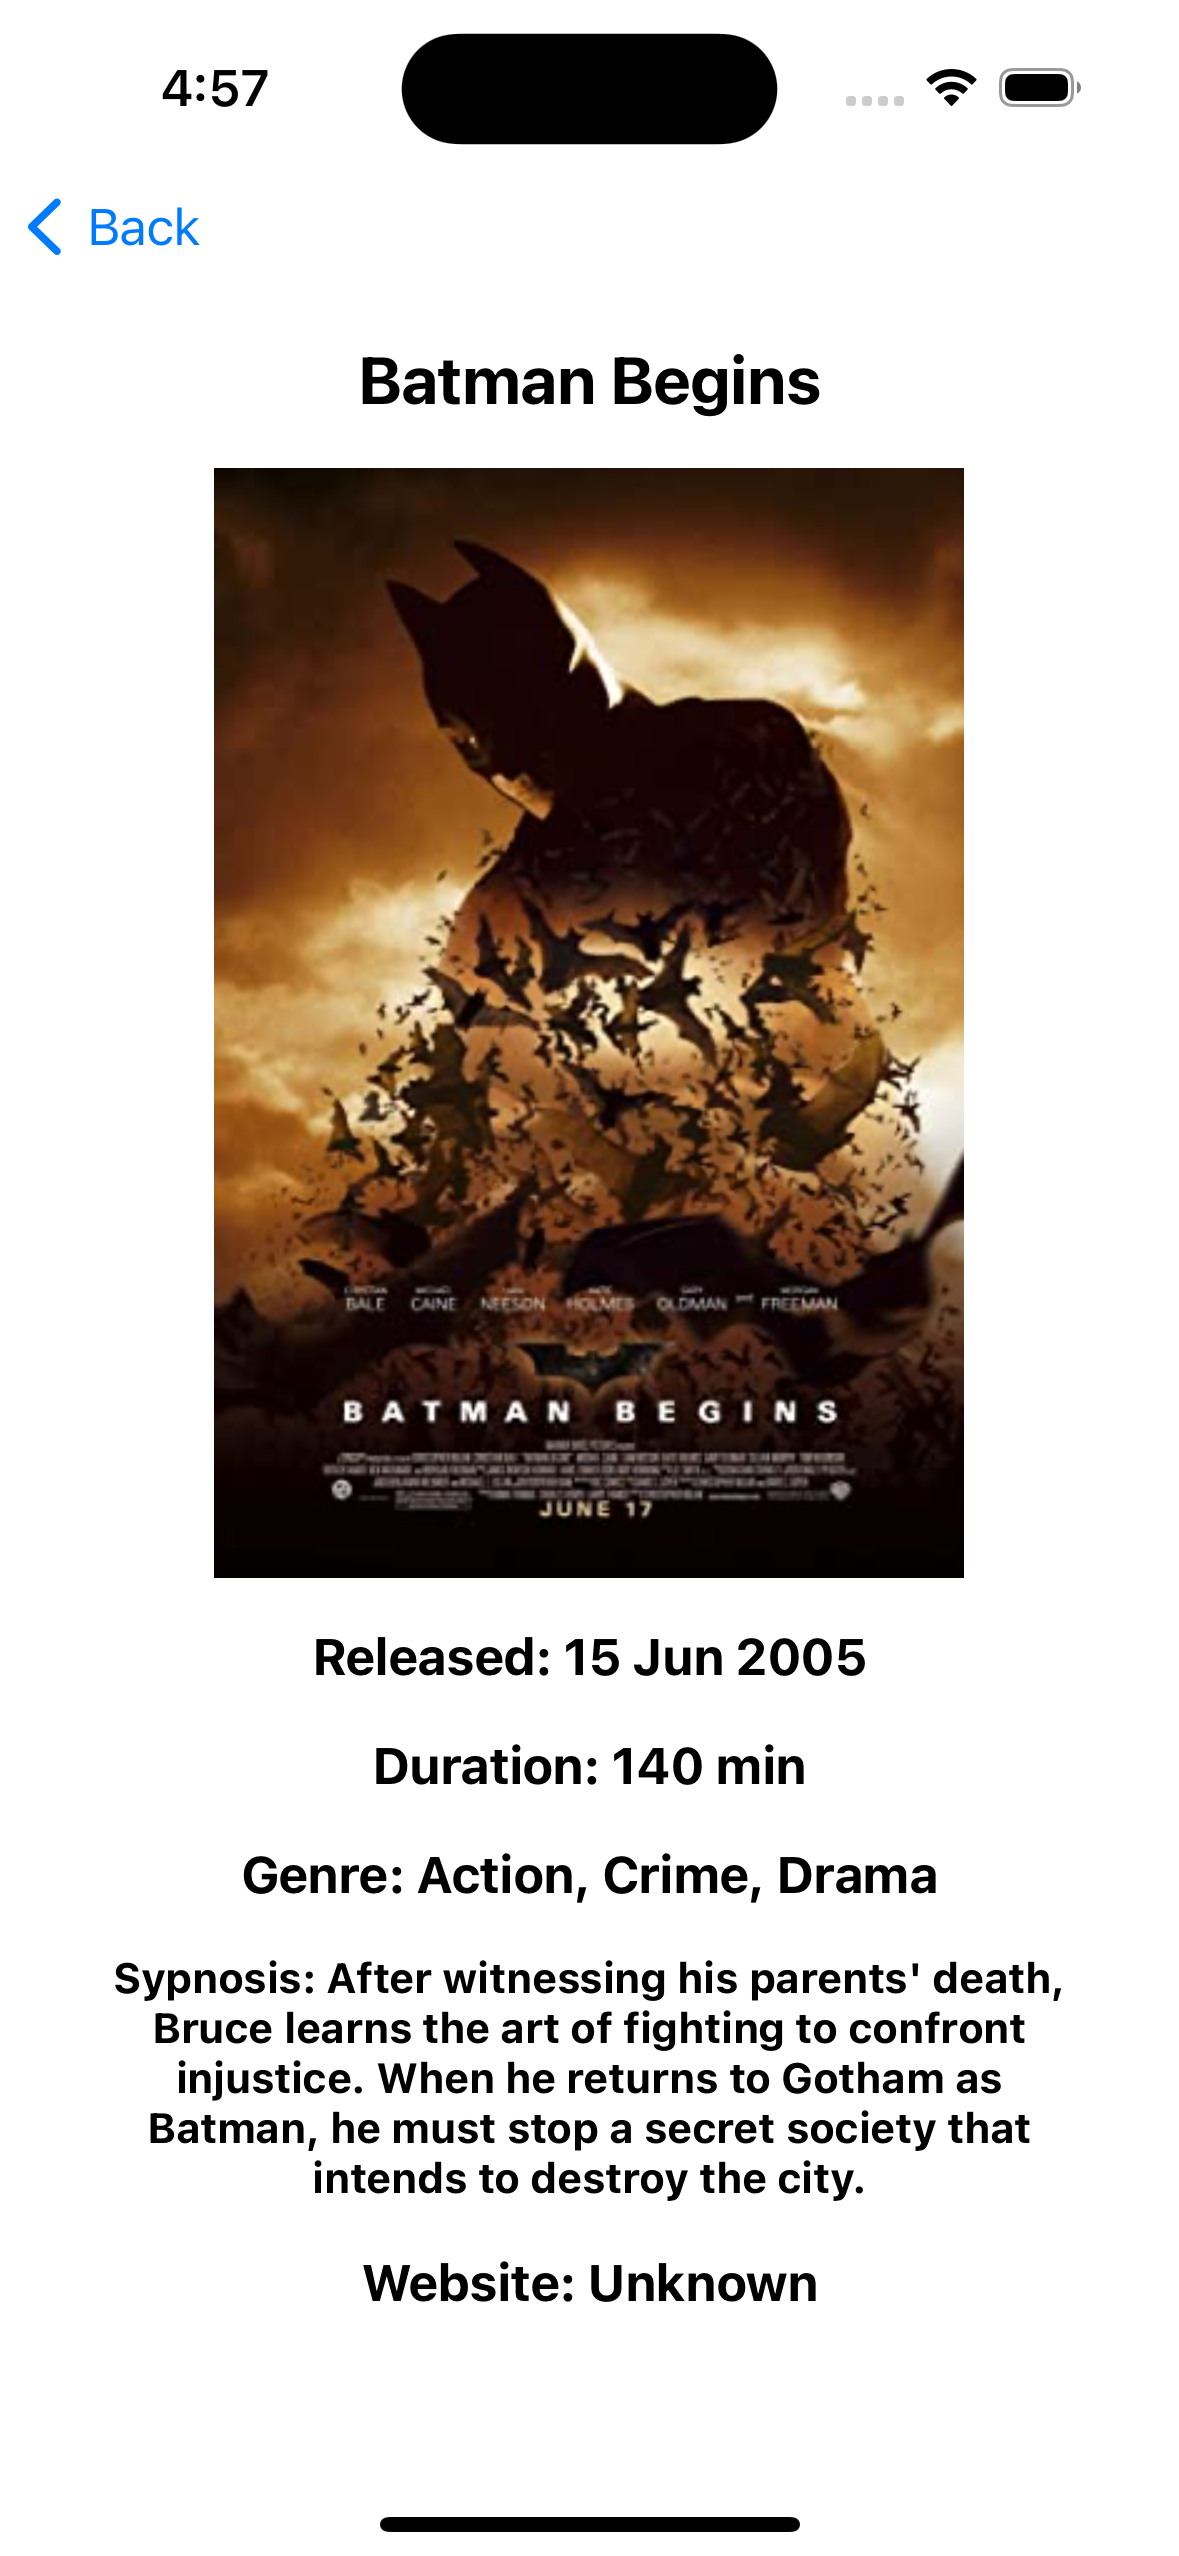 4:57
Back
Batman Begins
BALE CAINE NEESON HOLMES OLDMAN and FREEMAN
BATMAN BEGINS
JUNE 17
Released: 15 Jun 2005
Duration: 140 min
Genre: Action, Crime, Drama
Sypnosis: After witnessing his parents' death,
Bruce learns the art of fighting to confront
injustice. When he returns to Gotham as
Batman, he must stop a secret society that
intends to destroy the city.
Website: Unknown